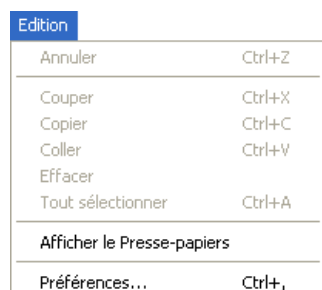 Edition
Annuler Ctrl+Z
Couper Ctrl+X
Copier Ctrl+C
Coller Ctrl+V
Effacer
Tout sélectionner Ctrl+A
Afficher le Presse-papiers
Préférences... Ctrl+,